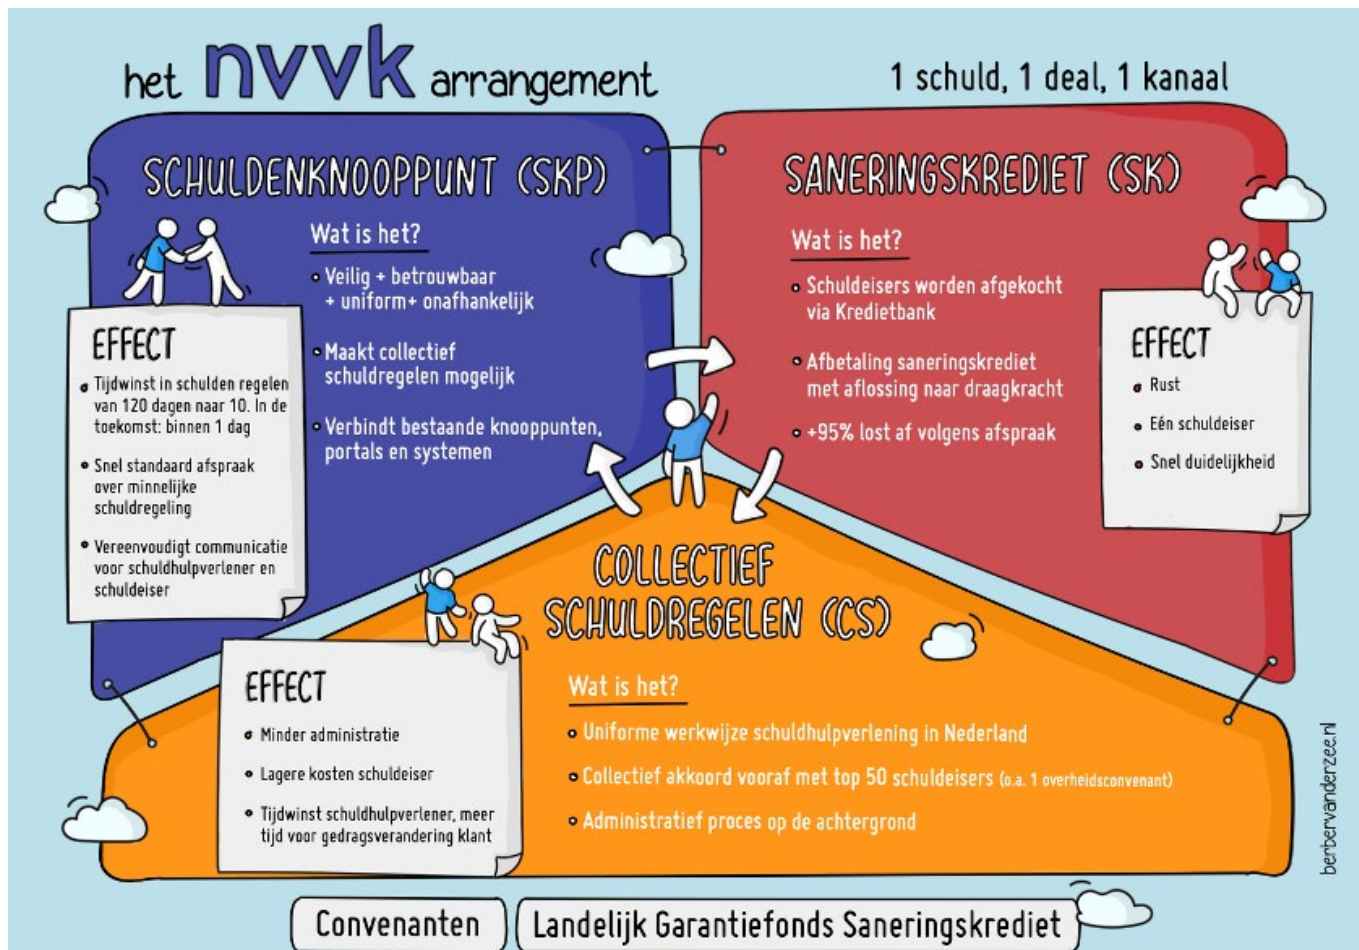 het nvvk arrangement
1 schuld, 1 deal, 1 kanaal
SCHULDENKNOOPPUNT (SKP)
Wat is het?
Veilig + betrouwbaar
+ uniform+ onafhankelijk
Maakt collectief
schuldregelen mogelijk
Verbindt bestaande knooppunten,
portals en systemen
EFFECT
Tijdwinst in schulden regelen
van 120 dagen naar 10. In de
toekomst: binnen 1 dag
Snel standaard afspraak
over minnelijke
schuldregeling
Vereenvoudigt communicatie
voor schuldhulpverlener en
schuldeiser
SANERINGSKREDIET (SK)
Wat is het?
Schuldeisers worden afgekocht
via Kredietbank
Afbetaling saneringskrediet
met aflossing naar draagkracht
+95% lost af volgens afspraak
EFFECT
Rust
Eén schuldeiser
Snel duidelijkheid
COLLECTIEF
SCHULDREGELEN (CS)
Wat is het?
Uniforme werkwijze schuldhulpverlening in Nederland
Collectief akkoord vooraf met top 50 schuldeisers (o.a. 1 overheidsconvenant)
Administratief proces op de achtergrond
EFFECT
Minder administratie
Lagere kosten schuldeiser
Tijdwinst schuldhulpverlener, meer
tijd voor gedragsverandering klant
Convenanten
Landelijk Garantiefonds Saneringskrediet
berbervanderzee.nl